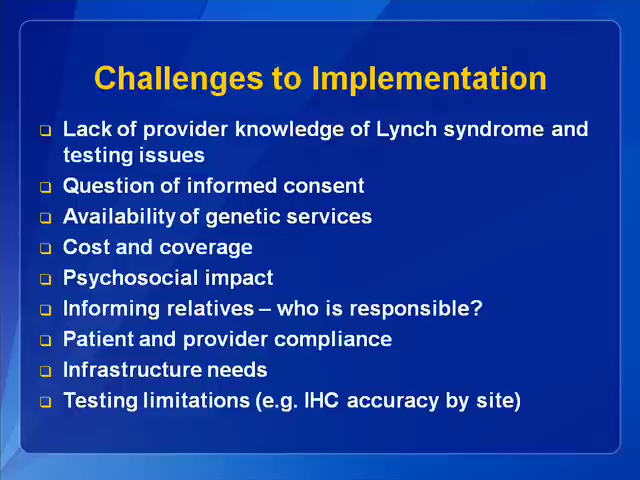 Challenges to Implementation
Lack of provider knowledge of Lynch syndrome and
testing issues
Question of informed consent
Availability of genetic services
Cost and coverage
Psychosocial impact
Informing relatives – who is responsible?
Patient and provider compliance
Infrastructure needs
Testing limitations (e.g. IHC accuracy by site)